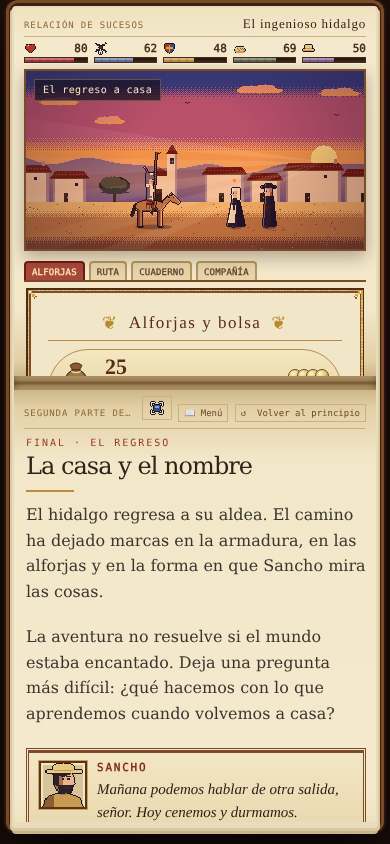 RELACIÓN DE SUCESOS
El ingenioso hidalgo
80 62 48 69 50
El regreso a casa
ALFORJAS RUTA CUADERNO COMPAÑÍA
Alforjas y bolsa
25
SEGUNDA PARTE DE… Menú ↺ Volver al principio
FINAL · EL REGRESO
La casa y el nombre
El hidalgo regresa a su aldea. El camino
ha dejado marcas en la armadura, en las
alforjas y en la forma en que Sancho mira
las cosas.
La aventura no resuelve si el mundo
estaba encantado. Deja una pregunta
más difícil: ¿qué hacemos con lo que
aprendemos cuando volvemos a casa?
SANCHO
Mañana podemos hablar de otra salida,
señor. Hoy cenemos y durmamos.